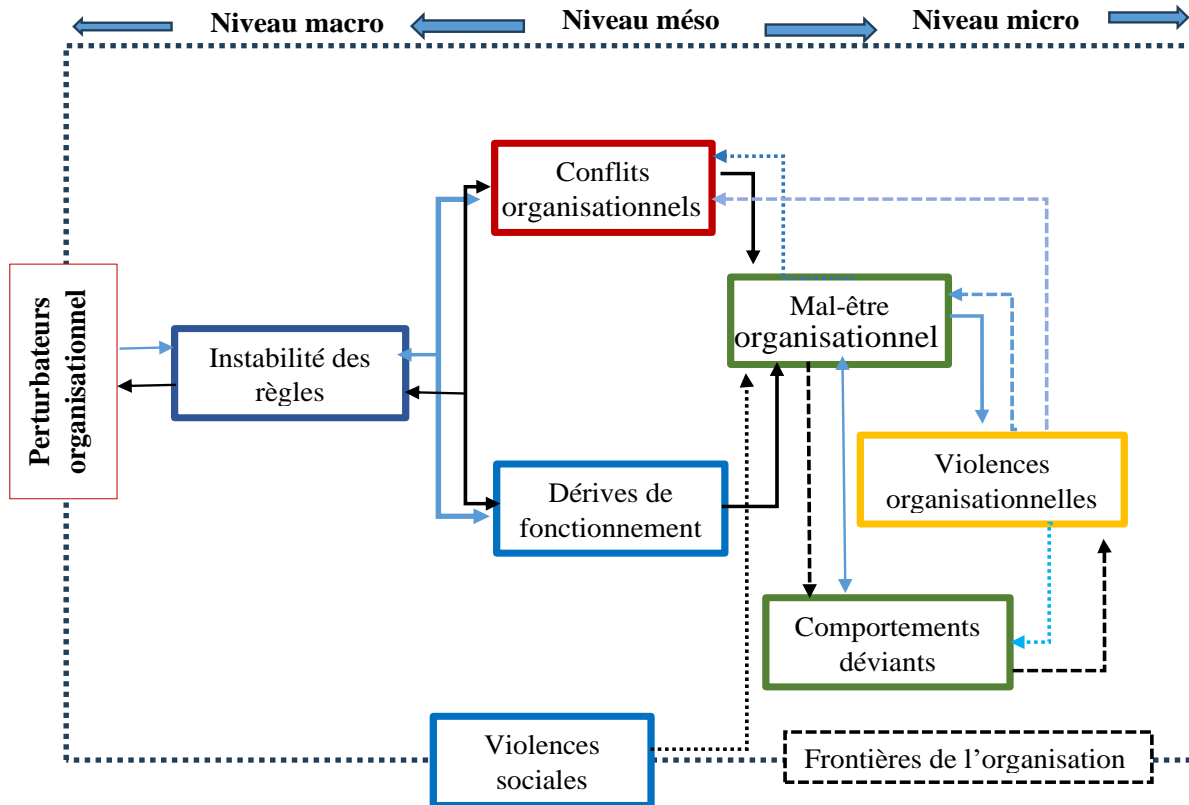 Niveau macro
Niveau méso
Niveau micro
Conflits
organisationnels
Perturbateurs
organisationnel
Mal-être
organisationnel
Instabilité des
règles
Violences
organisationnelles
Dérives de
fonctionnement
Comportements
déviants
Violences
sociales
Frontières de l’organisation